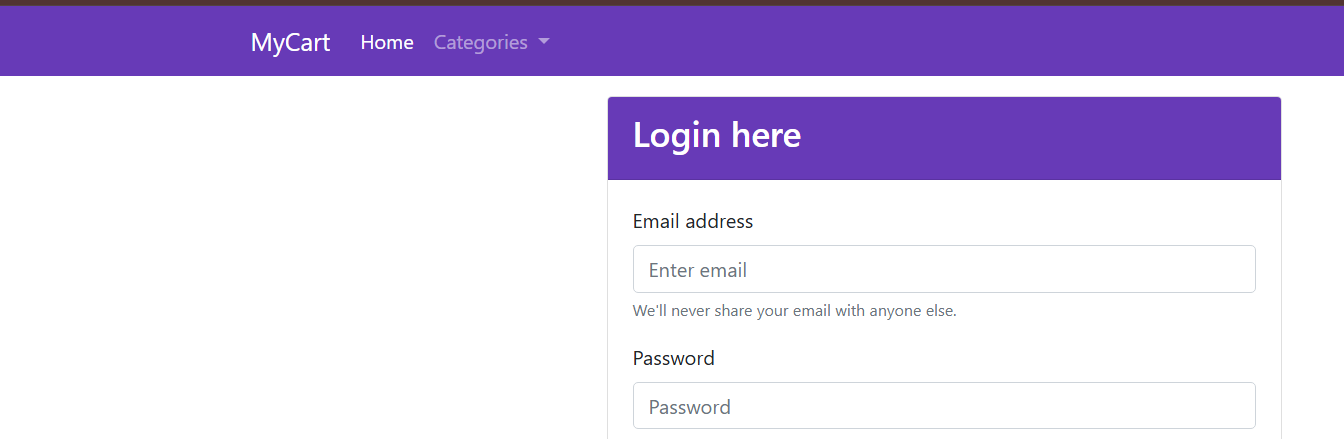 MyCart Home Categories
Login here
Email address
Enter email
We'll never share your email with anyone else.
Password
Password